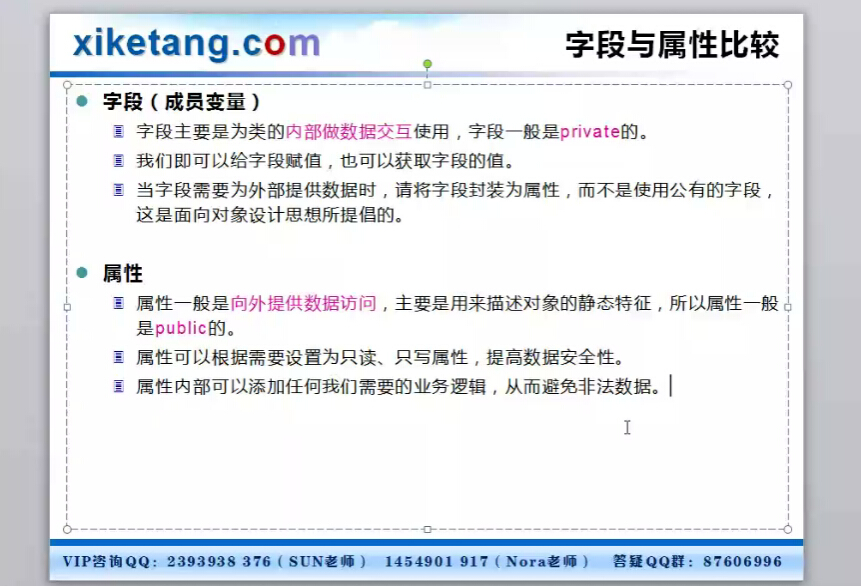 xiketang.com
字段与属性比较
字段（成员变量）
字段主要是为类的内部做数据交互使用，字段一般是private的。
我们即可以给字段赋值，也可以获取字段的值。
当字段需要为外部提供数据时，请将字段封装为属性，而不是使用公有的字段，
这是面向对象设计思想所提倡的。
属性
属性一般是向外提供数据访问，主要是用来描述对象的静态特征，所以属性一般
是public的。
属性可以根据需要设置为只读、只写属性，提高数据安全性。
属性内部可以添加任何我们需要的业务逻辑，从而避免非法数据。
VIP咨询QQ：2393938 376（SUN老师） 1454901 917（Nora老师） 答疑QQ群：87606996